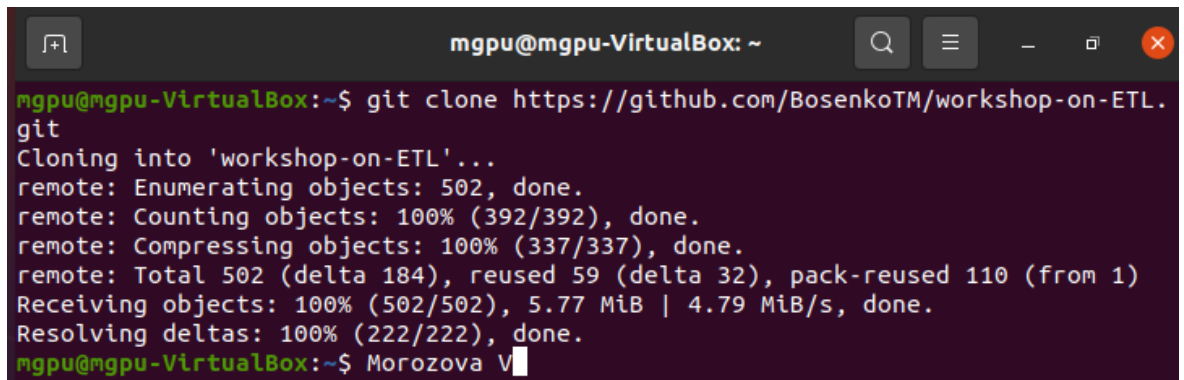 mgpu@mgpu-VirtualBox: ~
mgpu@mgpu-VirtualBox:~$ git clone https://github.com/BosenkoTM/workshop-on-ETL.
git
Cloning into 'workshop-on-ETL'...
remote: Enumerating objects: 502, done.
remote: Counting objects: 100% (392/392), done.
remote: Compressing objects: 100% (337/337), done.
remote: Total 502 (delta 184), reused 59 (delta 32), pack-reused 110 (from 1)
Receiving objects: 100% (502/502), 5.77 MiB | 4.79 MiB/s, done.
Resolving deltas: 100% (222/222), done.
mgpu@mgpu-VirtualBox:~$ Morozova V